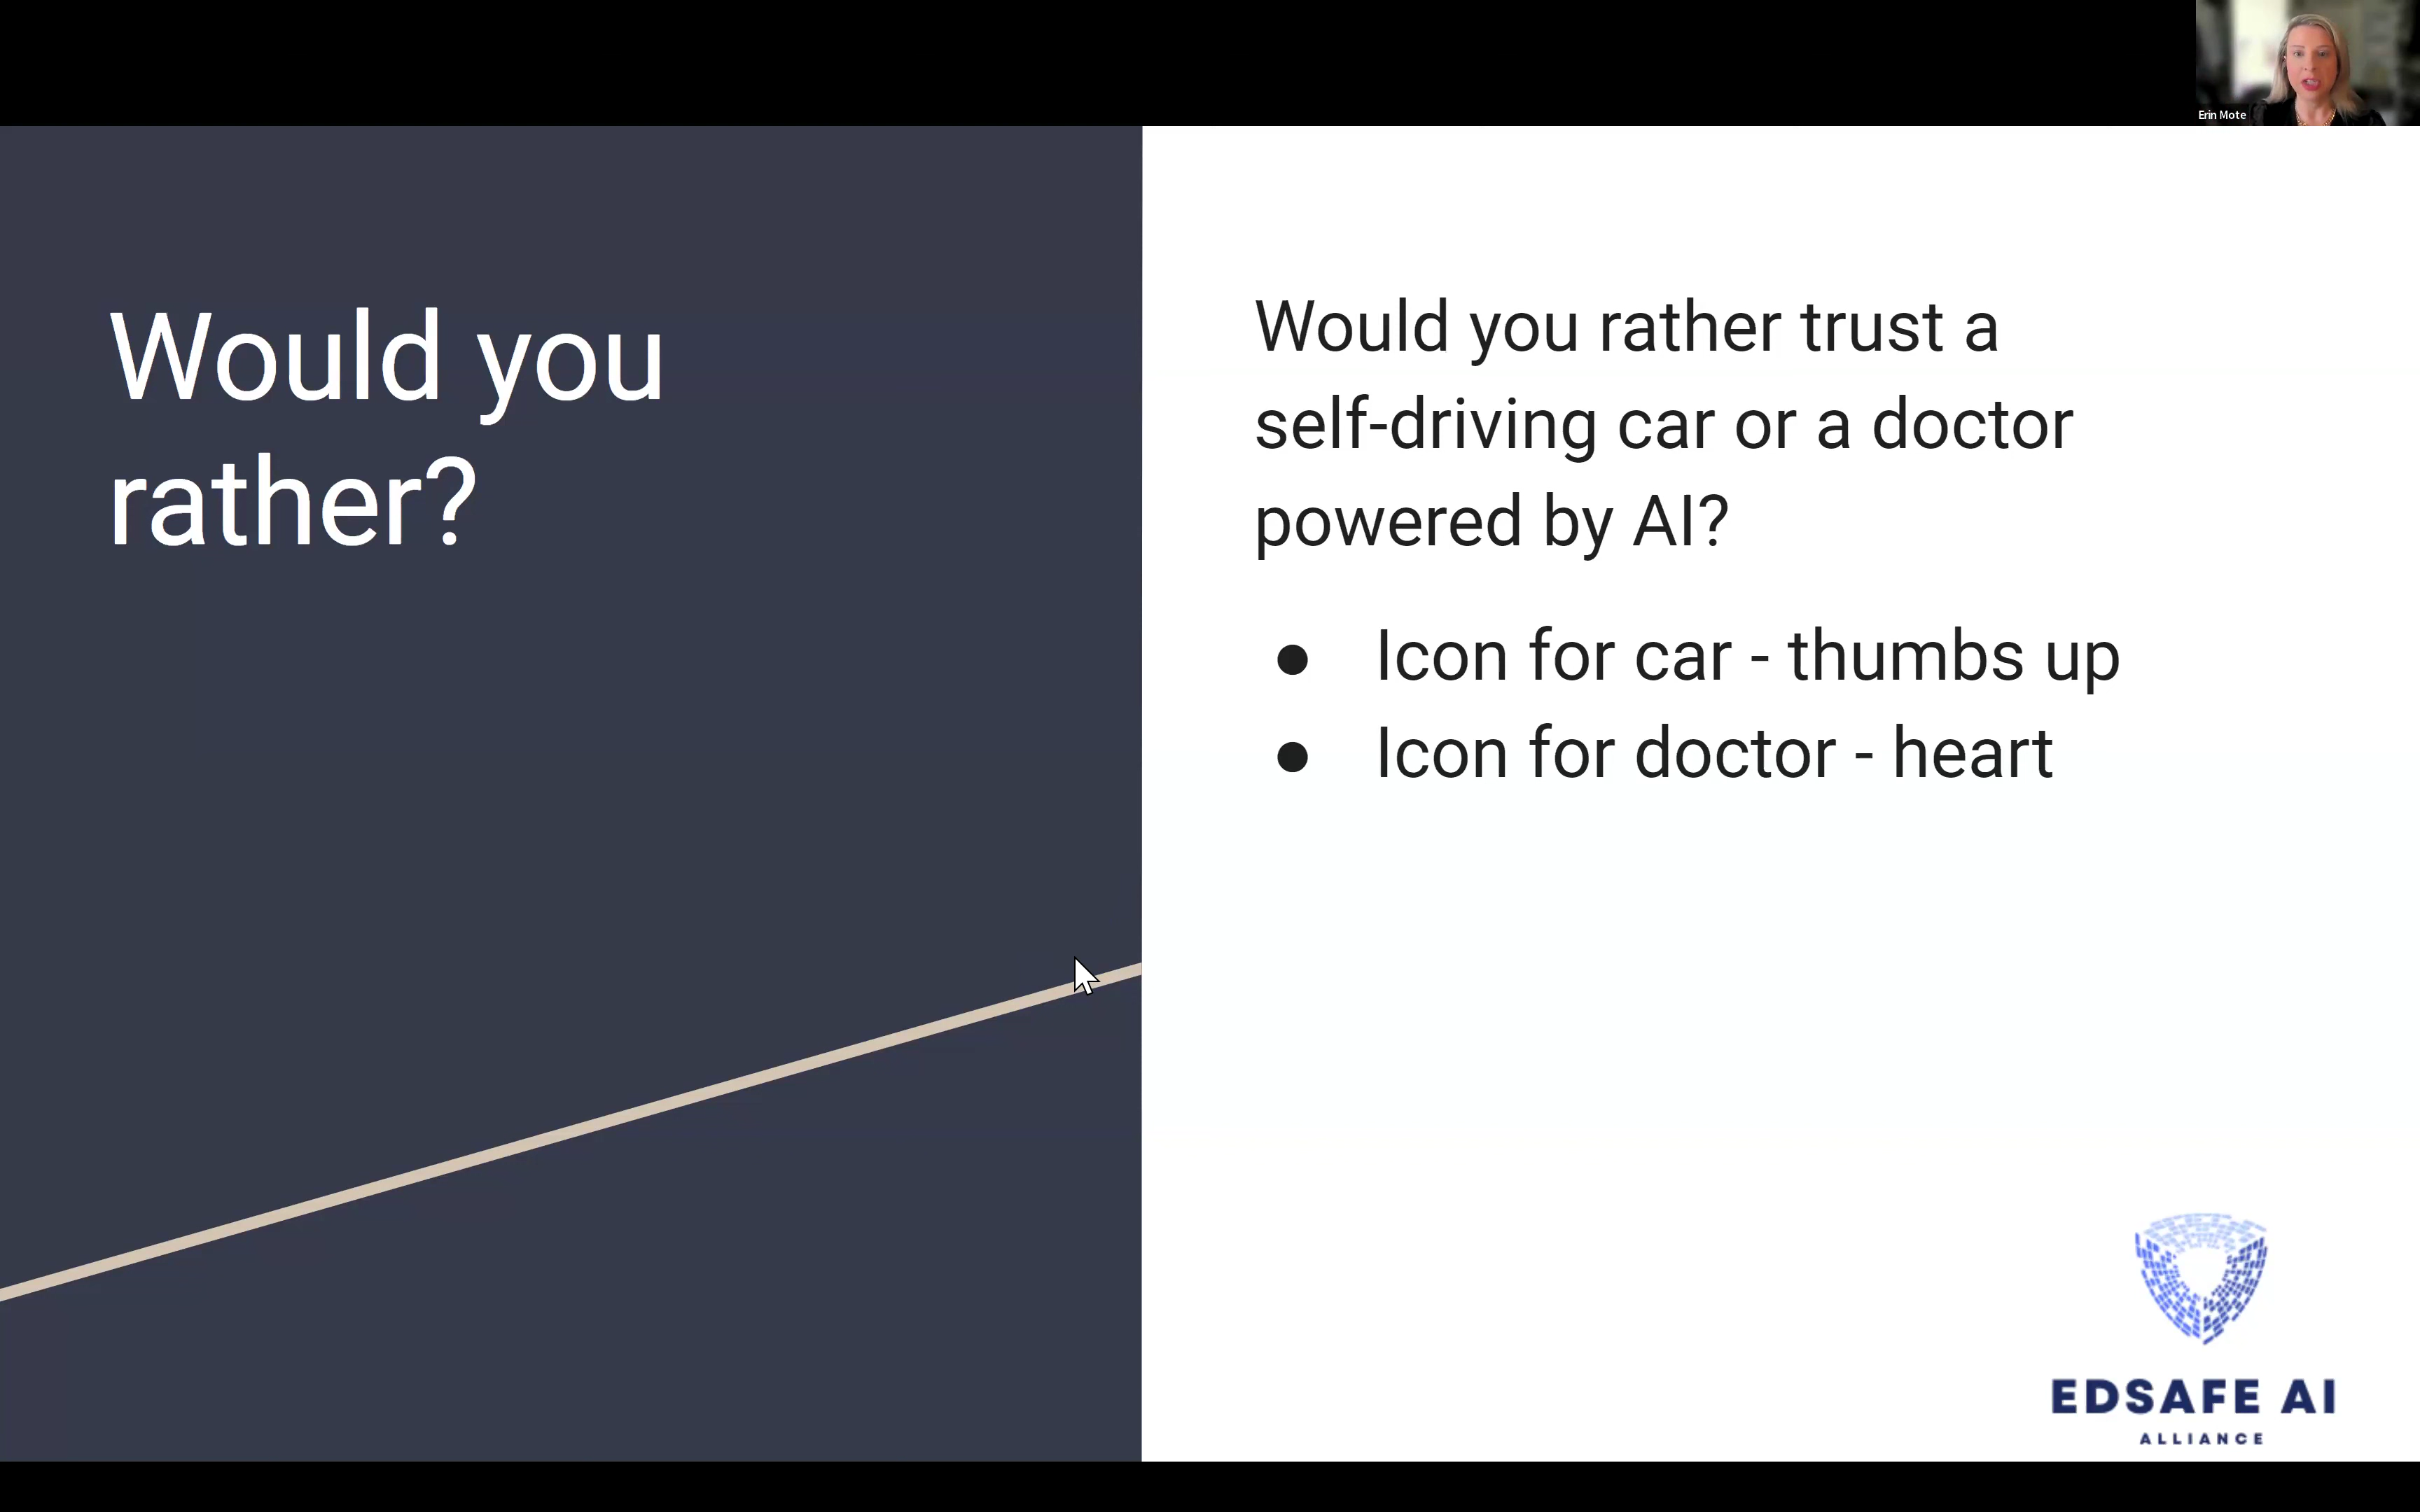 Erin Mote
Would you
rather?
Would you rather trust a
self-driving car or a doctor
powered by AI?
● Icon for car - thumbs up
● Icon for doctor - heart
EDSAFE AI
ALLIANCE